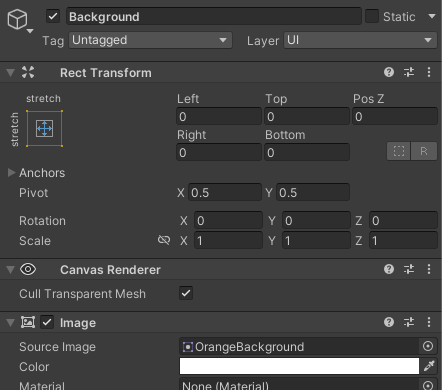 Background Static
Tag Untagged Layer UI
Rect Transform
stretch
stretch
Left Top Pos Z
0 0 0
Right Bottom
0 0 R
Anchors
Pivot X 0.5 Y 0.5
Rotation X 0 Y 0 Z 0
Scale X 1 Y 1 Z 1
Canvas Renderer
Cull Transparent Mesh
Image
Source Image OrangeBackground
Color
Material None (Material)